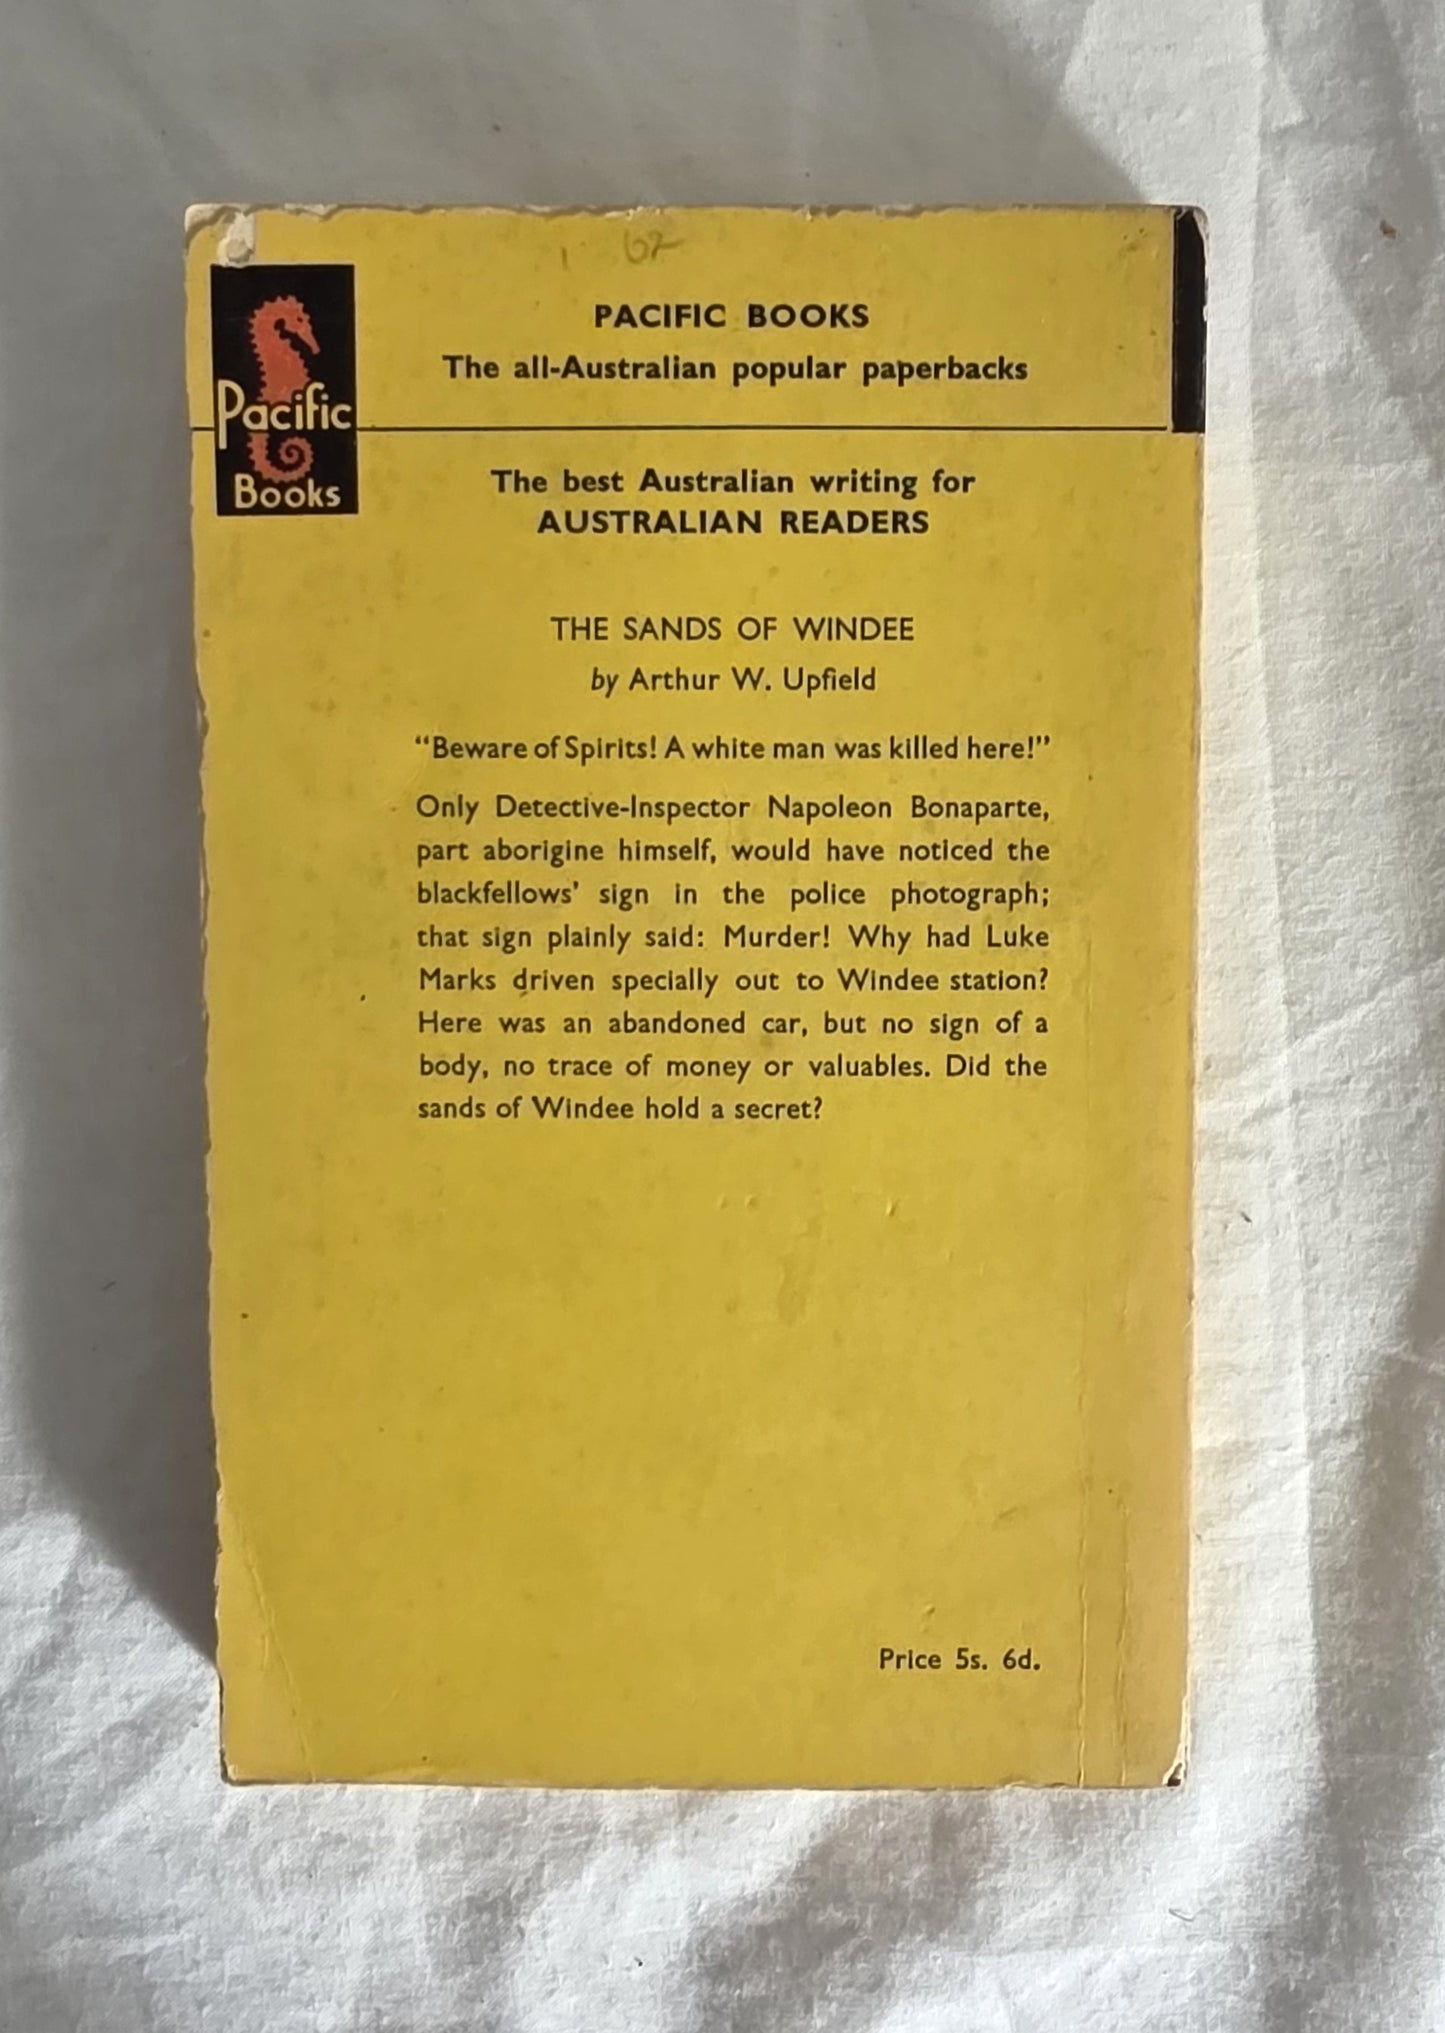 62
PACIFIC BOOKS
The all-Australian popular paperbacks
Pacific
Books
The best Australian writing for
AUSTRALIAN READERS
THE SANDS OF WINDEE
by Arthur W. Upfield
“Beware of Spirits! A white man was killed here!”
Only Detective-Inspector Napoleon Bonaparte,
part aborigine himself, would have noticed the
blackfellows’ sign in the police photograph;
that sign plainly said: Murder! Why had Luke
Marks driven specially out to Windee station?
Here was an abandoned car, but no sign of a
body, no trace of money or valuables. Did the
sands of Windee hold a secret?
Price 5s. 6d.